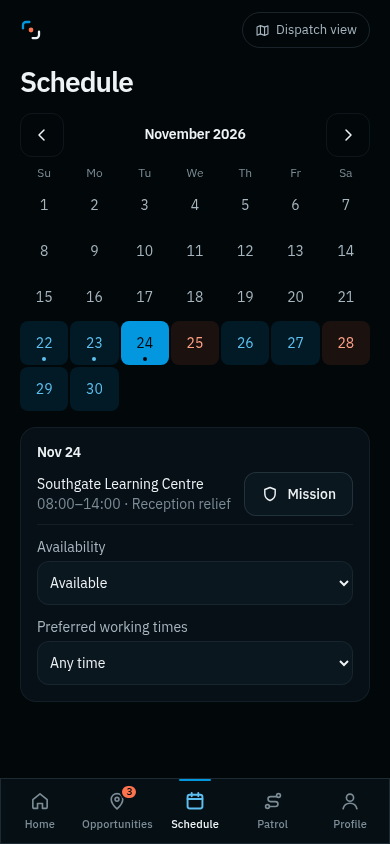 Dispatch view
Schedule
November 2026
Su Mo Tu We Th Fr Sa
1 2 3 4 5 6 7
8 9 10 11 12 13 14
15 16 17 18 19 20 21
22 23 24 25 26 27 28
29 30
Nov 24
Southgate Learning Centre
08:00–14:00 · Reception relief
Mission
Availability
Available
Preferred working times
Any time
3
Home Opportunities Schedule Patrol Profile